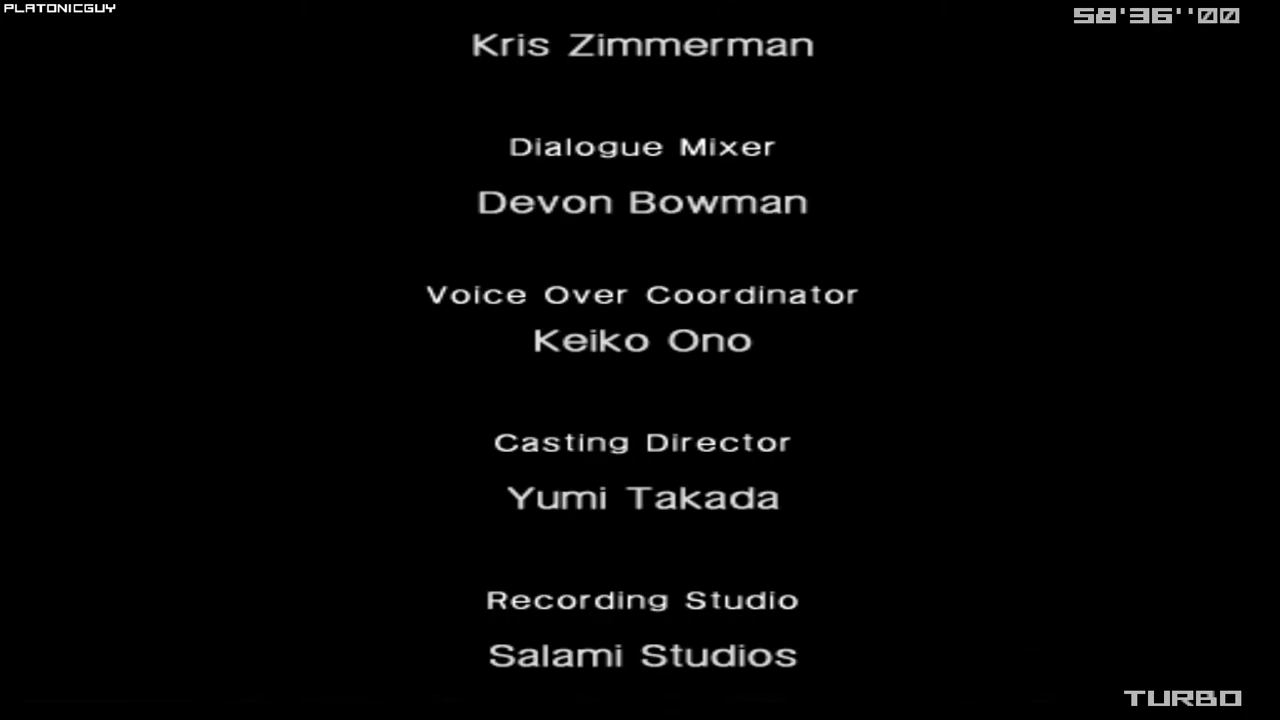 PLATONICGUY
58'36''00
Kris Zimmerman
Dialogue Mixer
Devon Bowman
Voice Over Coordinator
Keiko Ono
Casting Director
Yumi Takada
Recording Studio
Salami Studios
TURBO